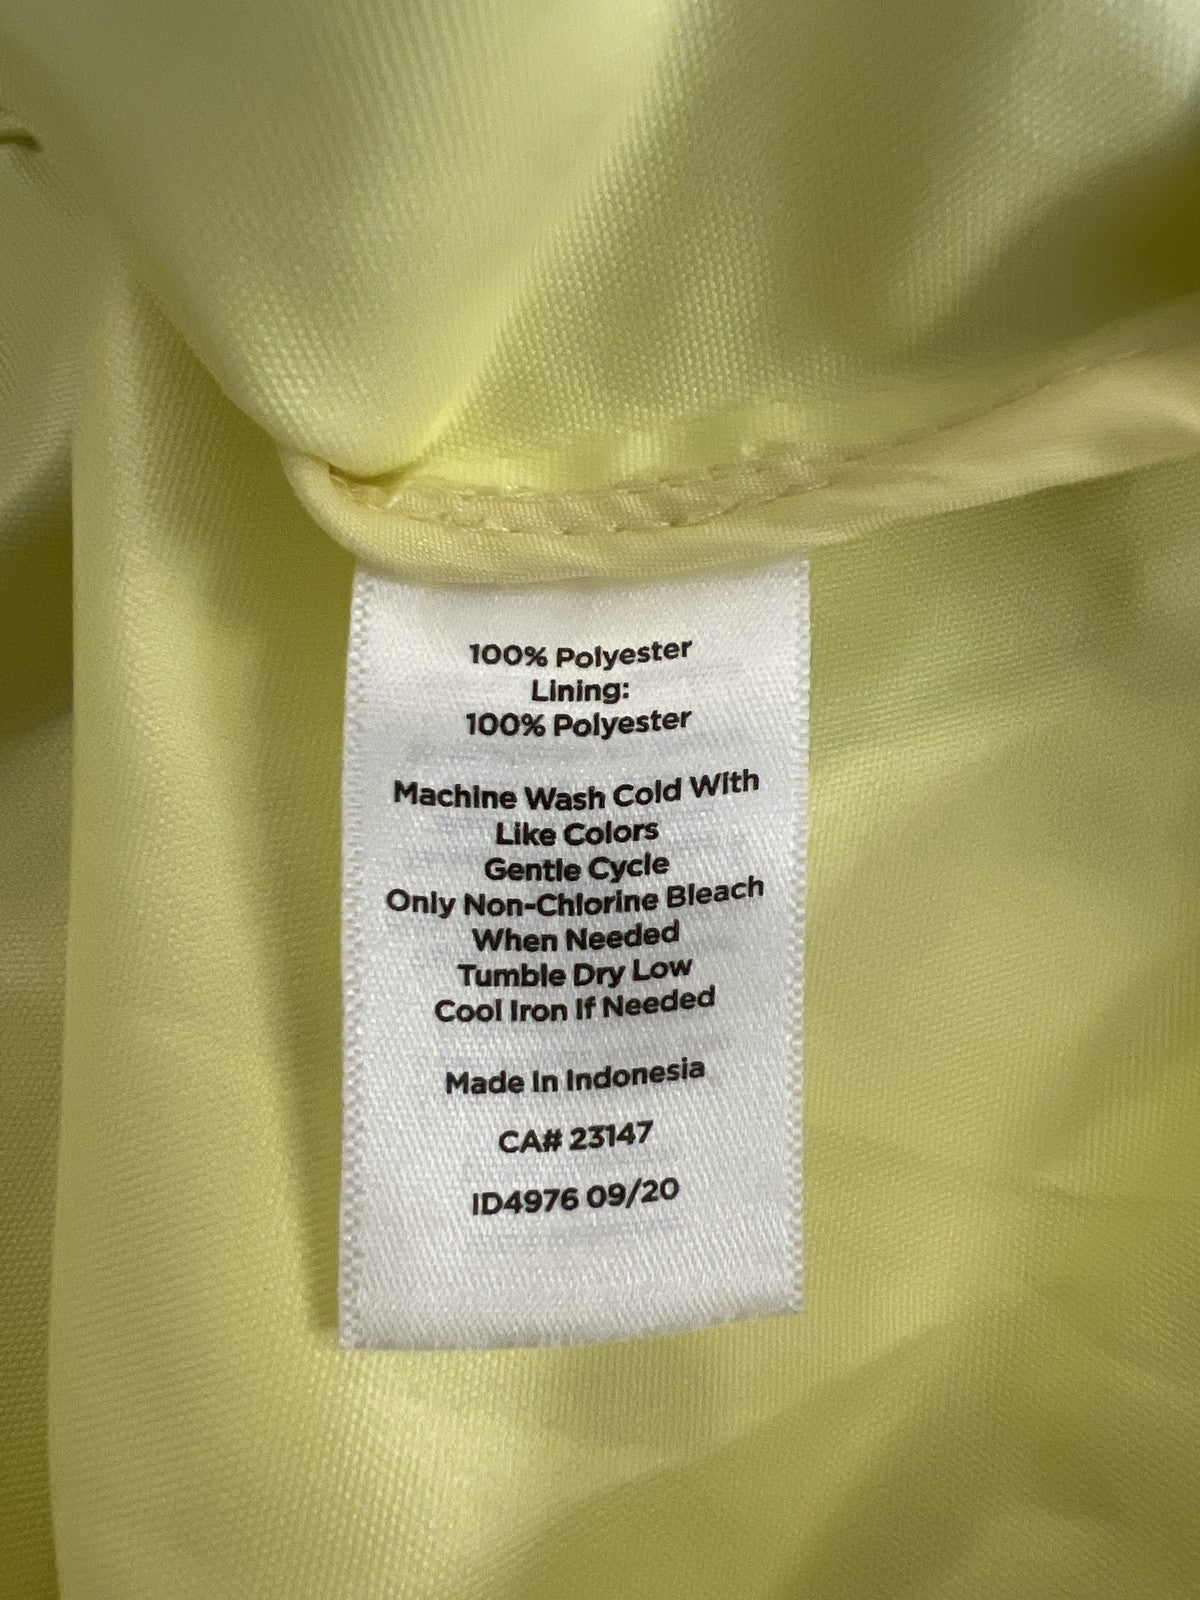 100% Polyester
Lining:
100% Polyester
Machine Wash Cold With
Like Colors
Gentle Cycle
Only Non-Chlorine Bleach
When Needed
Tumble Dry Low
Cool Iron If Needed
Made In Indonesia
CA# 23147
ID4976 09/20